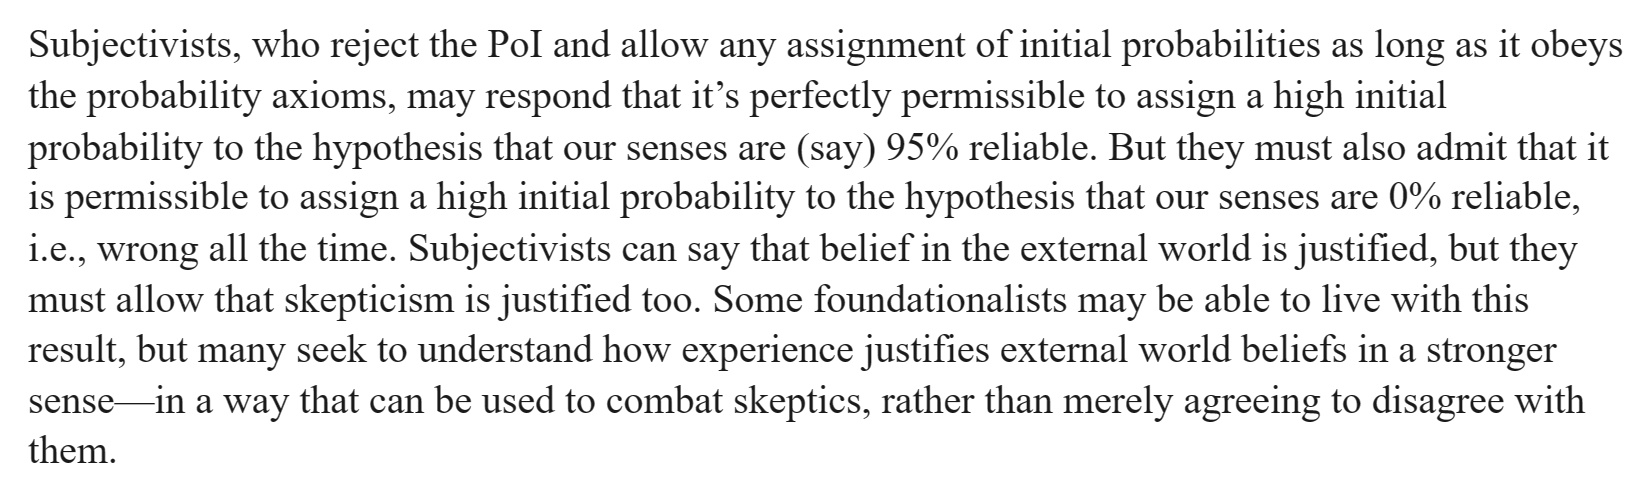 Subjectivists, who reject the PoI and allow any assignment of initial probabilities as long as it obeys
the probability axioms, may respond that it’s perfectly permissible to assign a high initial
probability to the hypothesis that our senses are (say) 95% reliable. But they must also admit that it
is permissible to assign a high initial probability to the hypothesis that our senses are 0% reliable,
i.e., wrong all the time. Subjectivists can say that belief in the external world is justified, but they
must allow that skepticism is justified too. Some foundationalists may be able to live with this
result, but many seek to understand how experience justifies external world beliefs in a stronger
sense—in a way that can be used to combat skeptics, rather than merely agreeing to disagree with
them.